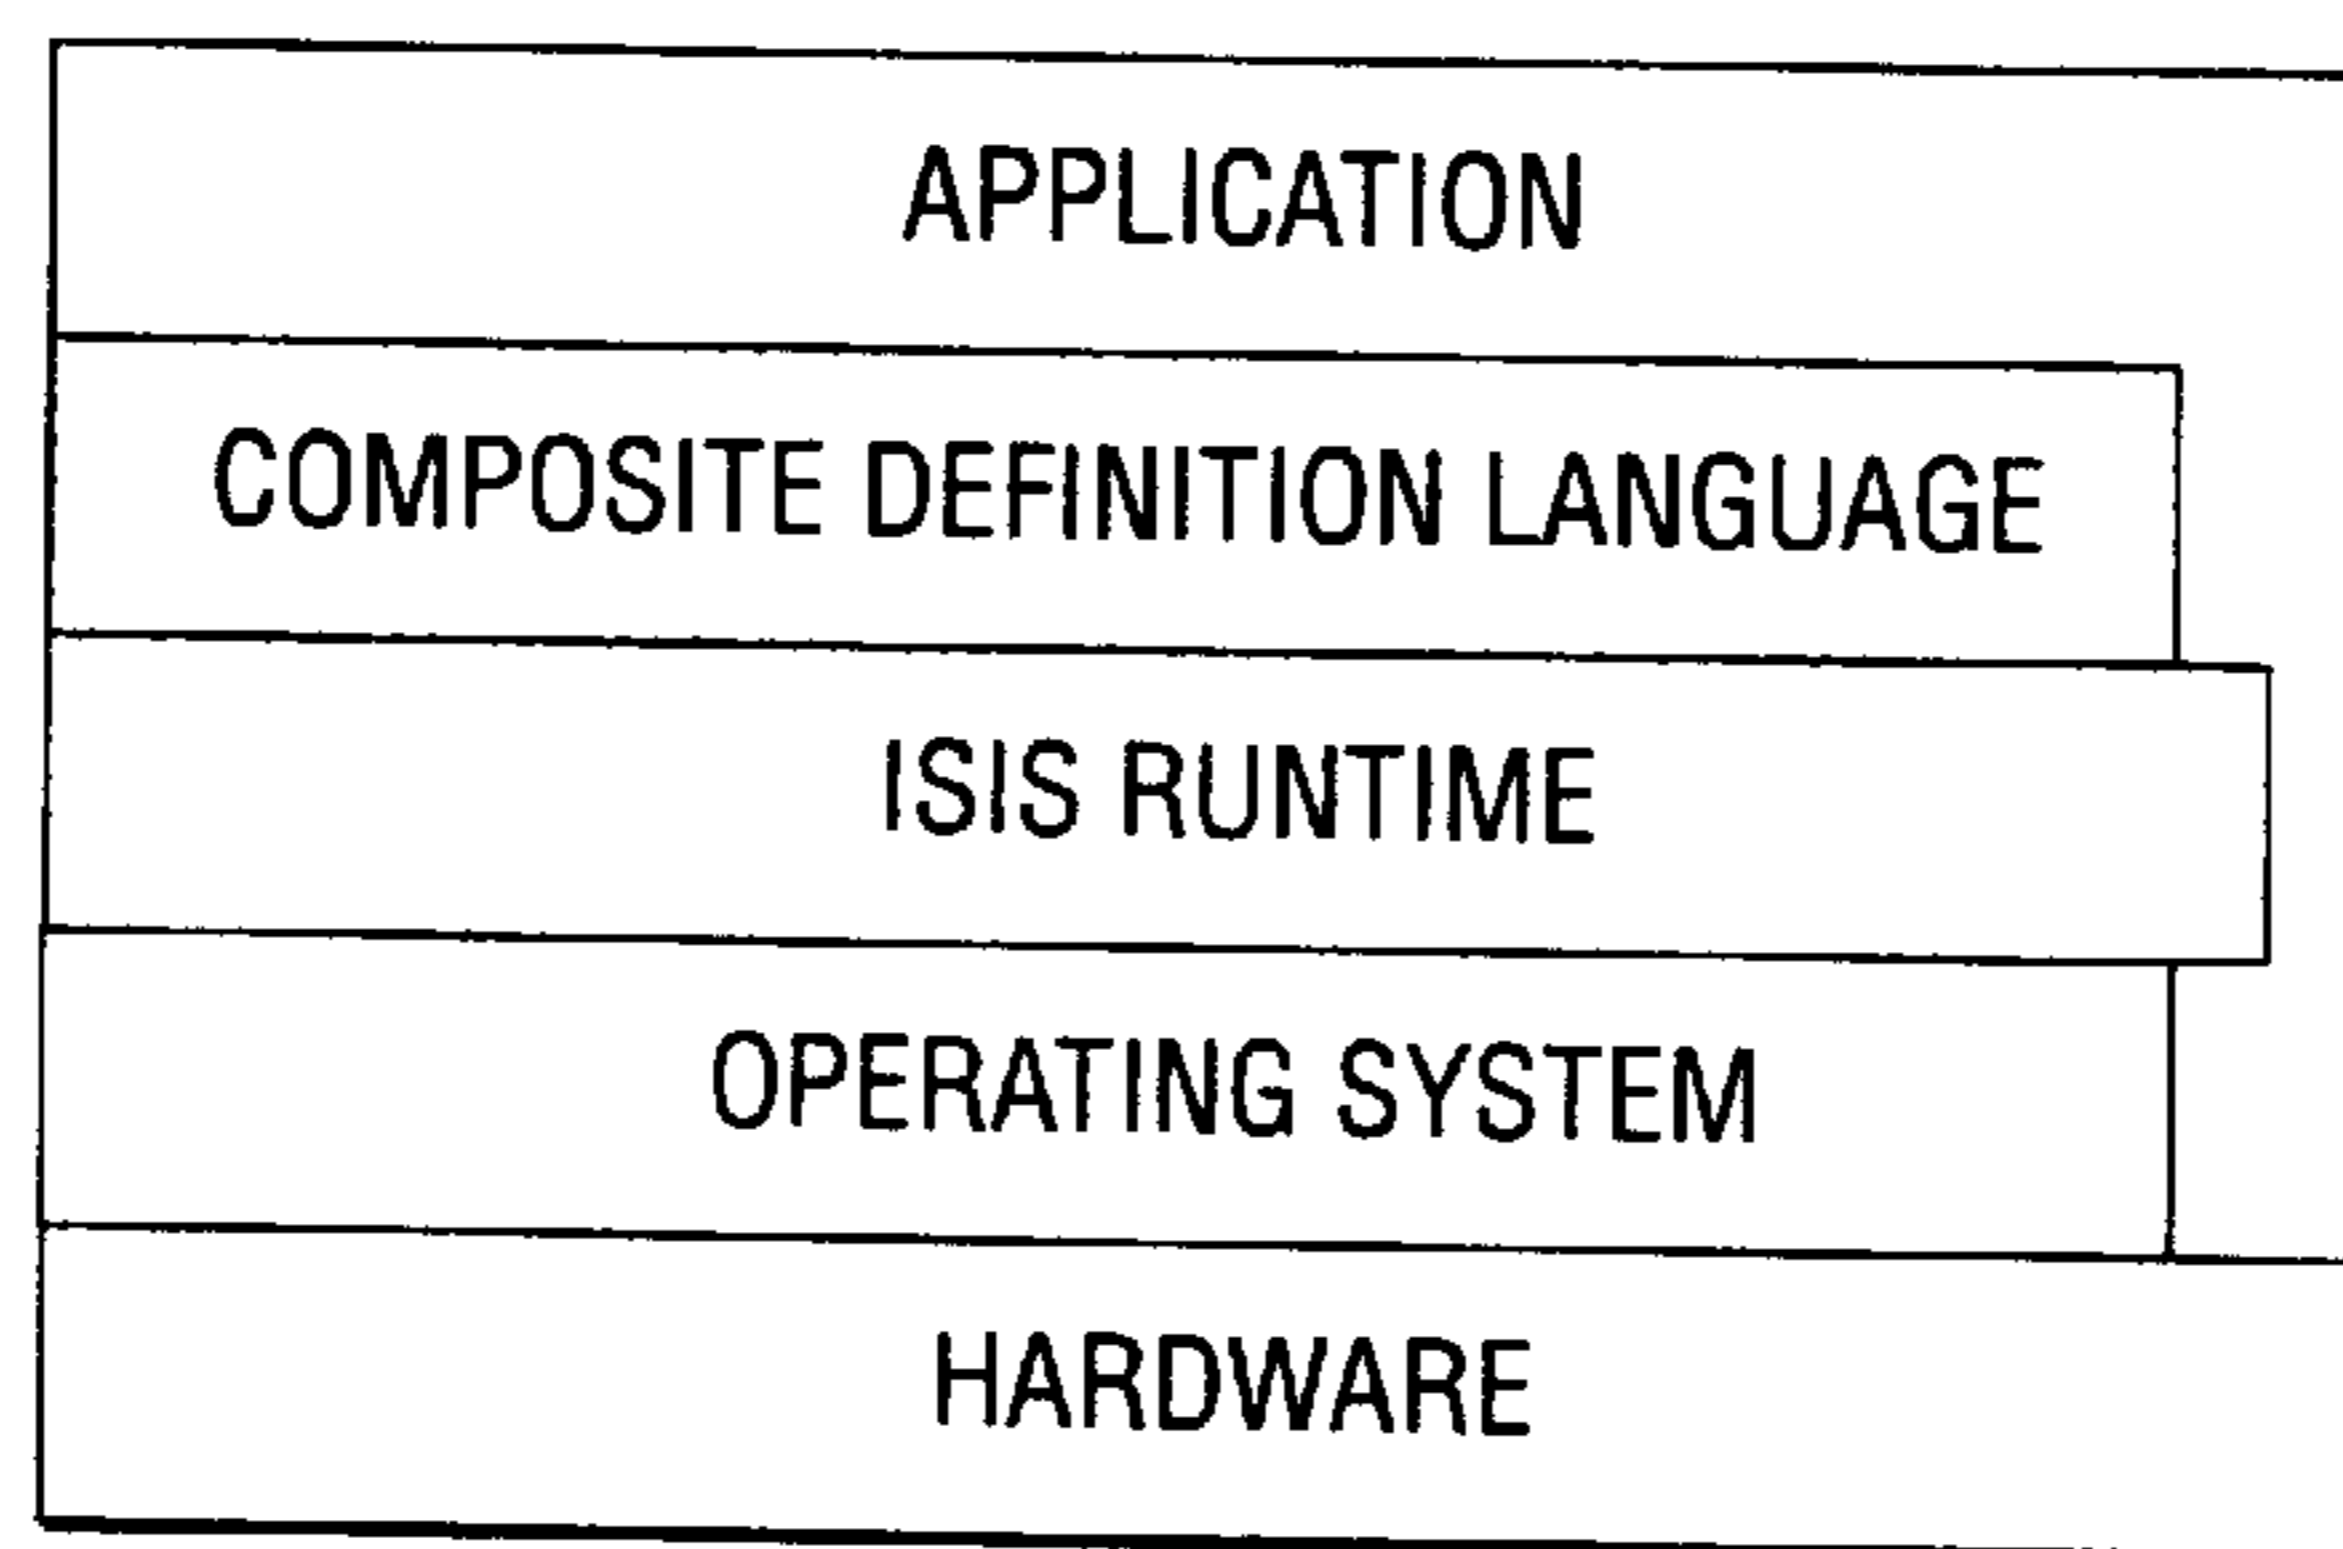 APPLICATION
COMPOSITE DEFINITION LANGUAGE
ISIS RUNTIME
OPERATING SYSTEM
HARDWARE